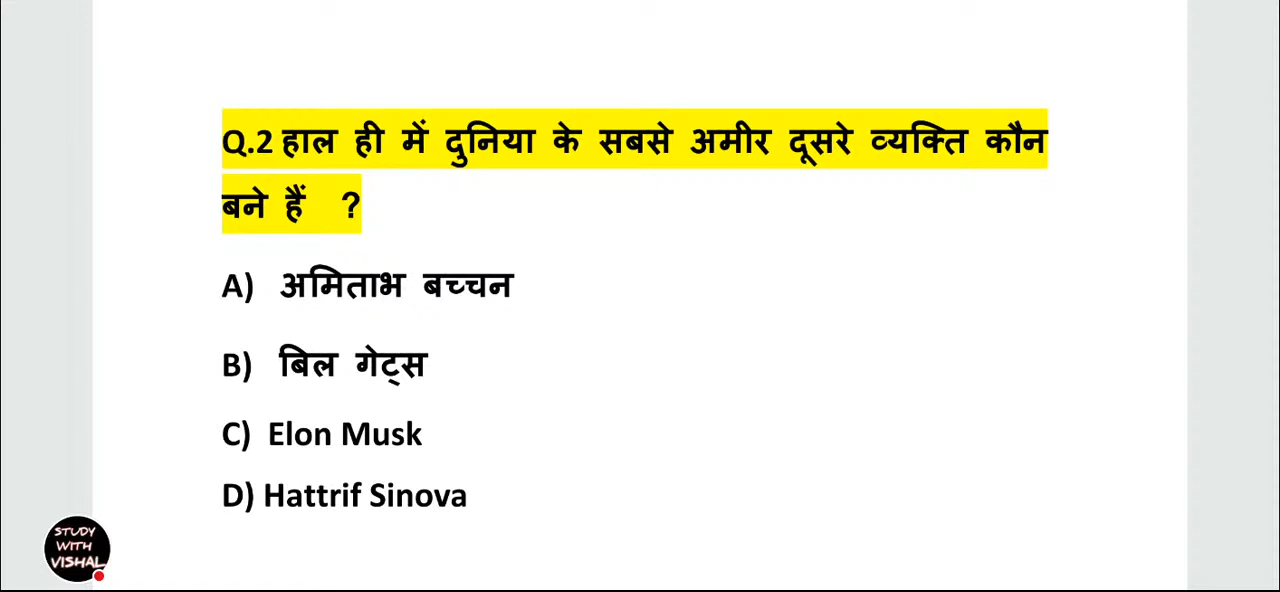 Q.2 हाल ही में दुनिया के सबसे अमीर दूसरे व्यक्ति कौन
बने हैं ?
A) अमिताभ बच्चन
B) बिल गेट्स
C) Elon Musk
D) Hattrif Sinova
STUDY
WITH
VISHAL